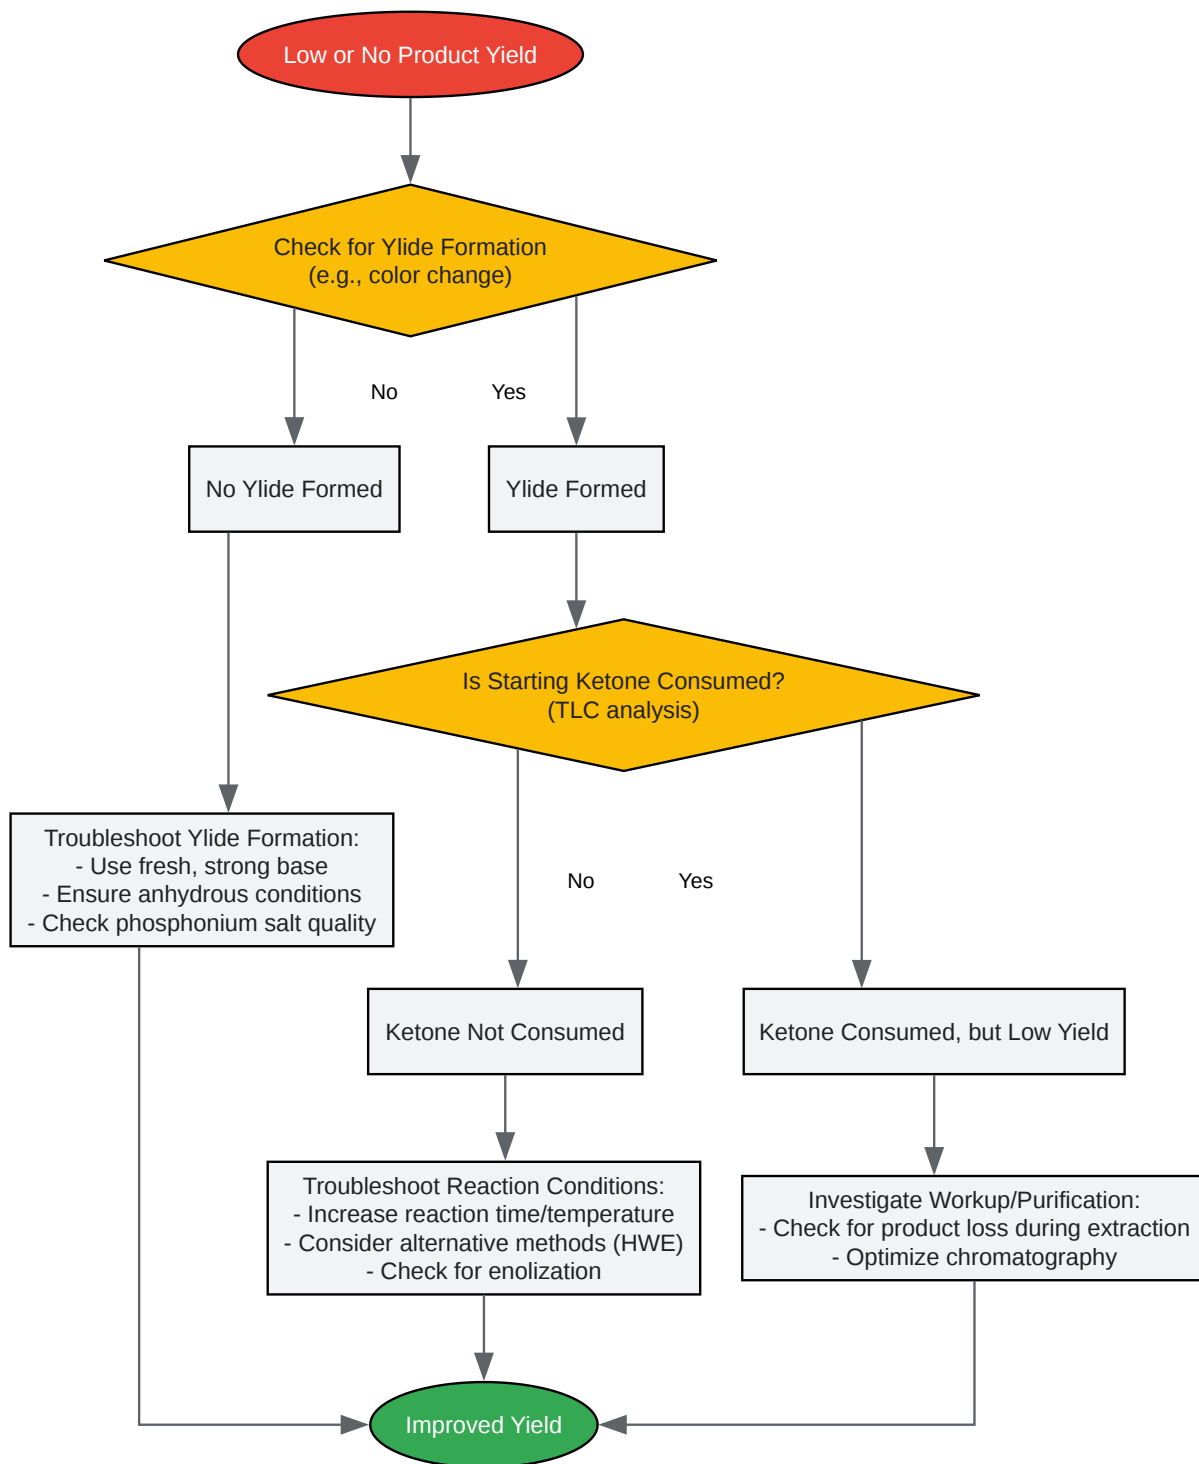 Low or No Product Yield
Check for Ylide Formation
(e.g., color change)
No
Yes
No Ylide Formed
Ylide Formed
Is Starting Ketone Consumed?
(TLC analysis)
Troubleshoot Ylide Formation:
- Use fresh, strong base
- Ensure anhydrous conditions
- Check phosphonium salt quality
No
Yes
Ketone Not Consumed
Ketone Consumed, but Low Yield
Troubleshoot Reaction Conditions:
- Increase reaction time/temperature
- Consider alternative methods (HWE)
- Check for enolization
Investigate Workup/Purification:
- Check for product loss during extraction
- Optimize chromatography
Improved Yield